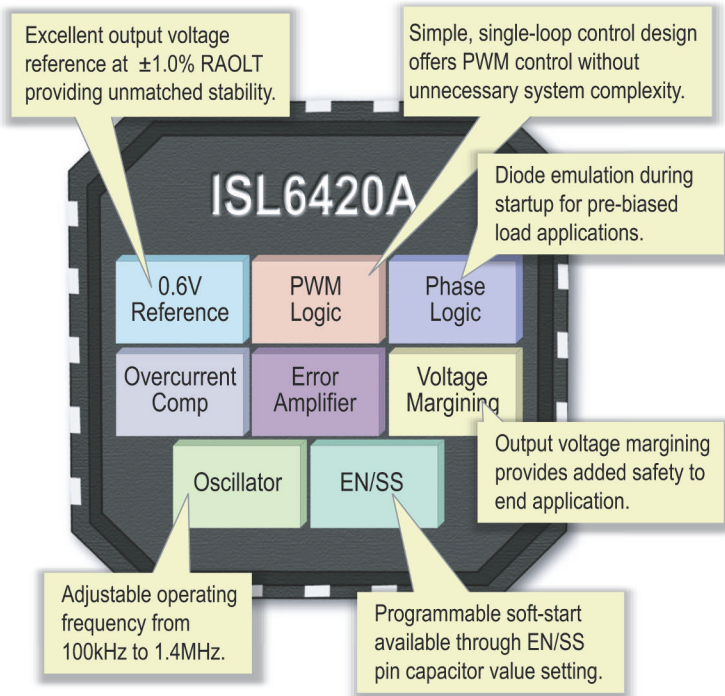 Excellent output voltage
reference at ±1.0% RAOLT
providing unmatched stability.
Simple, single-loop control design
offers PWM control without
unnecessary system complexity.
ISL6420A
Diode emulation during
startup for pre-biased
load applications.
0.6V
Reference
PWM
Logic
Phase
Logic
Overcurrent
Comp
Error
Amplifier
Voltage
Margining
Output voltage margining
provides added safety to
end application.
Oscillator
EN/SS
Adjustable operating
frequency from
100kHz to 1.4MHz.
Programmable soft-start
available through EN/SS
pin capacitor value setting.